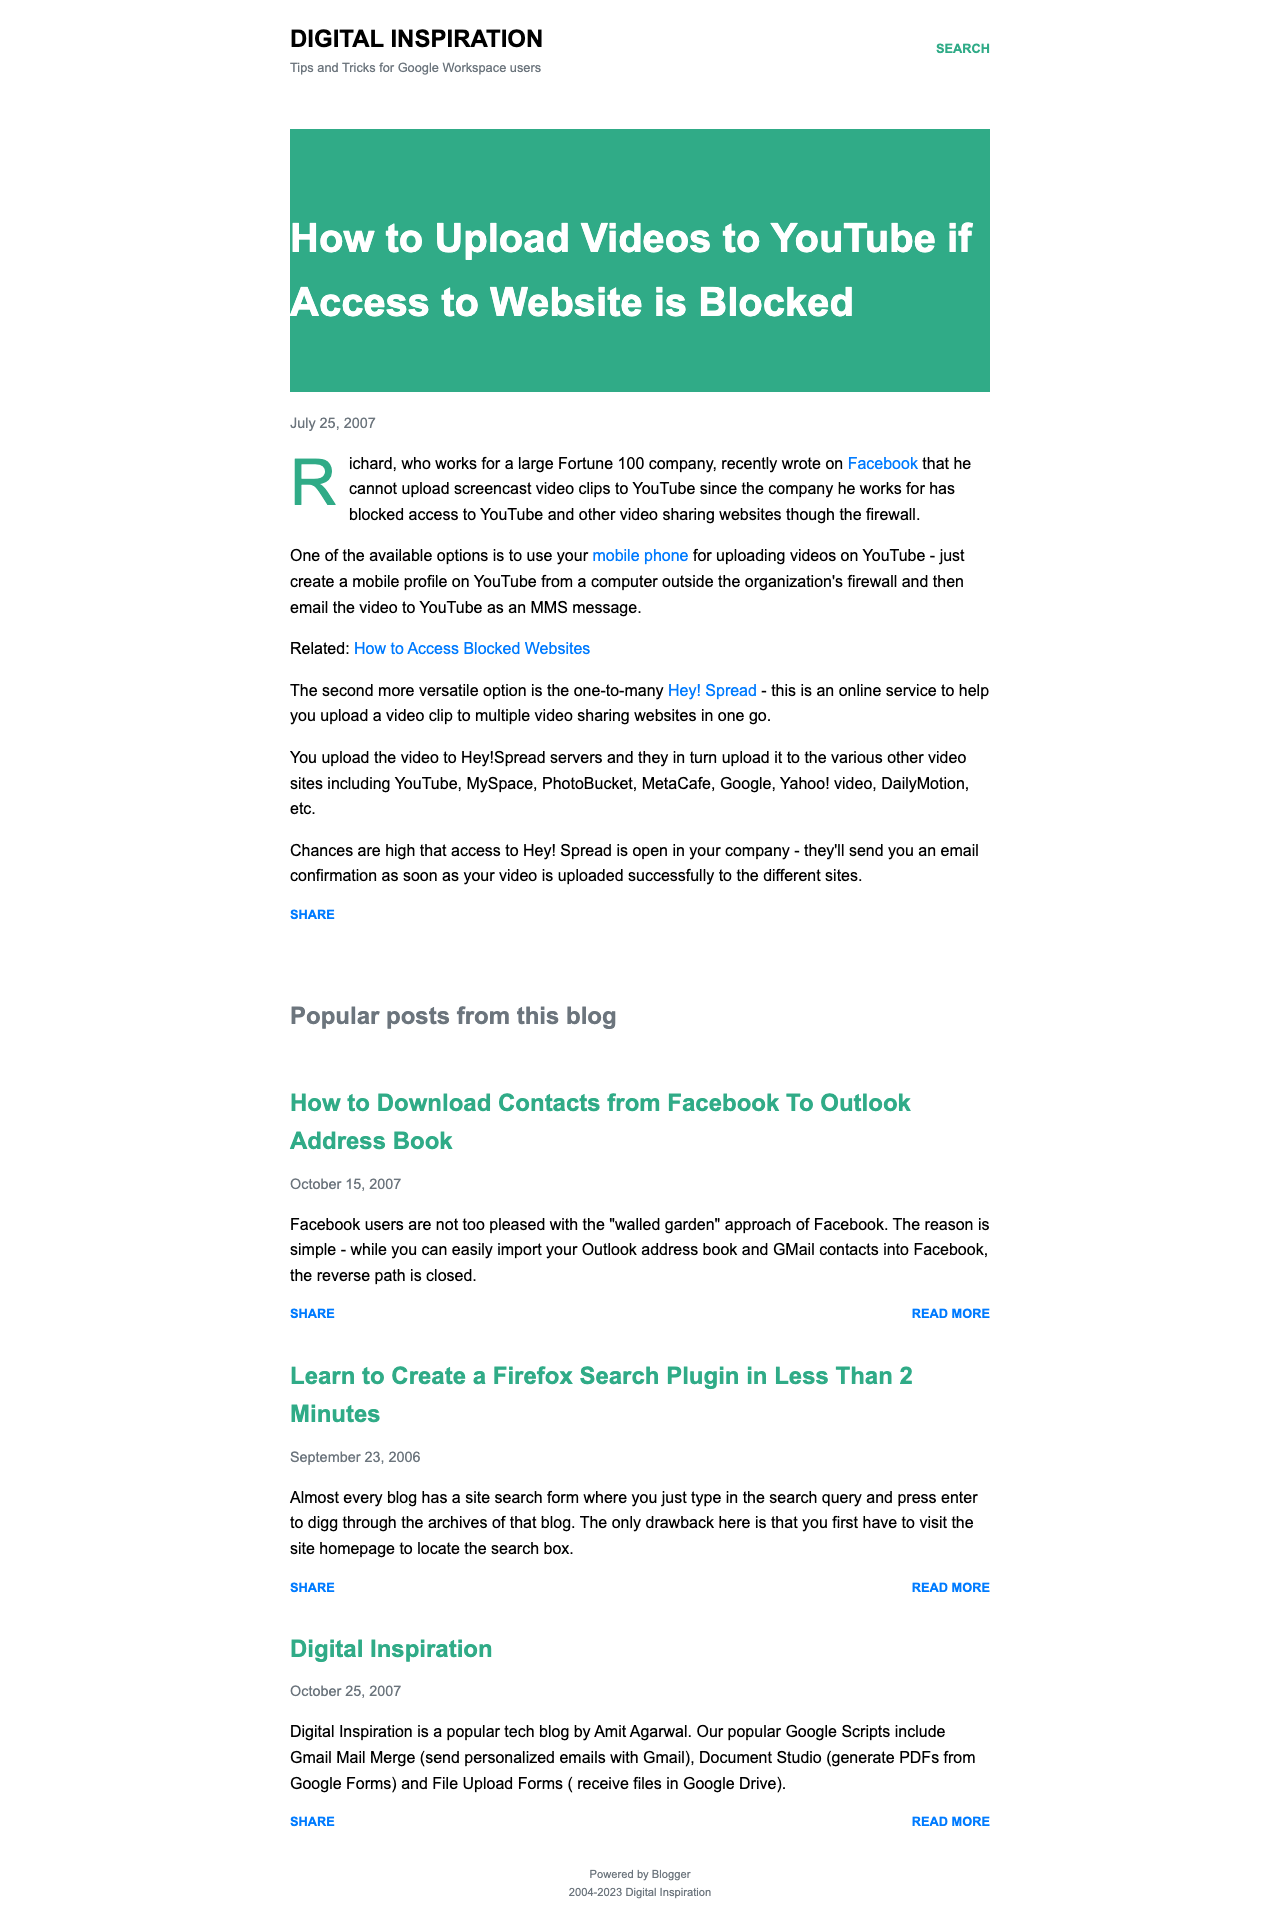 DIGITAL INSPIRATION
Tips and Tricks for Google Workspace users
SEARCH
How to Upload Videos to YouTube if
Access to Website is Blocked
July 25, 2007
Richard, who works for a large Fortune 100 company, recently wrote on Facebook that he
cannot upload screencast video clips to YouTube since the company he works for has
blocked access to YouTube and other video sharing websites though the firewall.
One of the available options is to use your mobile phone for uploading videos on YouTube - just
create a mobile profile on YouTube from a computer outside the organization's firewall and then
email the video to YouTube as an MMS message.
Related: How to Access Blocked Websites
The second more versatile option is the one-to-many Hey! Spread - this is an online service to help
you upload a video clip to multiple video sharing websites in one go.
You upload the video to Hey!Spread servers and they in turn upload it to the various other video
sites including YouTube, MySpace, PhotoBucket, MetaCafe, Google, Yahoo! video, DailyMotion,
etc.
Chances are high that access to Hey! Spread is open in your company - they'll send you an email
confirmation as soon as your video is uploaded successfully to the different sites.
SHARE
Popular posts from this blog
How to Download Contacts from Facebook To Outlook
Address Book
October 15, 2007
Facebook users are not too pleased with the "walled garden" approach of Facebook. The reason is
simple - while you can easily import your Outlook address book and GMail contacts into Facebook,
the reverse path is closed.
SHARE READ MORE
Learn to Create a Firefox Search Plugin in Less Than 2
Minutes
September 23, 2006
Almost every blog has a site search form where you just type in the search query and press enter
to digg through the archives of that blog. The only drawback here is that you first have to visit the
site homepage to locate the search box.
SHARE READ MORE
Digital Inspiration
October 25, 2007
Digital Inspiration is a popular tech blog by Amit Agarwal. Our popular Google Scripts include
Gmail Mail Merge (send personalized emails with Gmail), Document Studio (generate PDFs from
Google Forms) and File Upload Forms ( receive files in Google Drive).
SHARE READ MORE
Powered by Blogger
2004-2023 Digital Inspiration